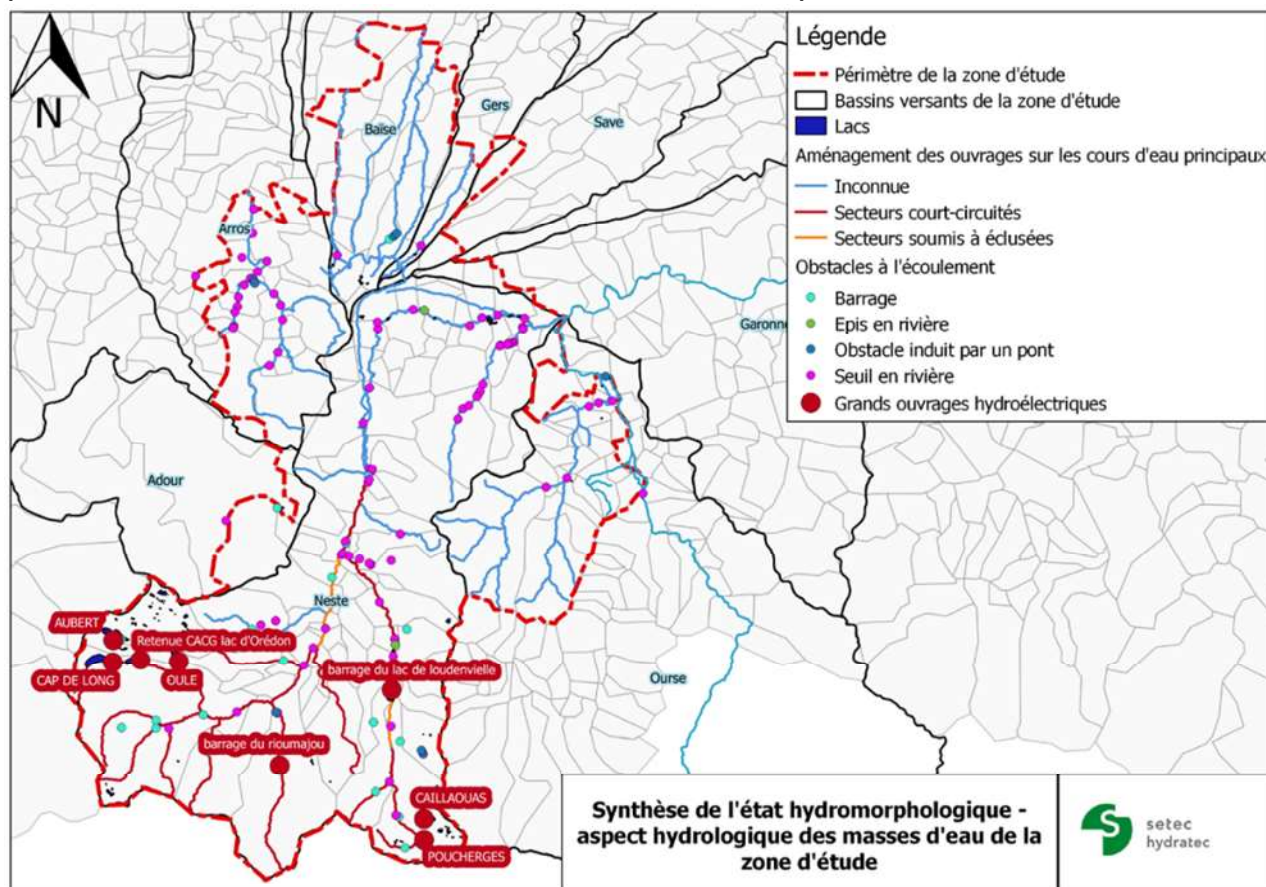 N
Gers
Save
Baïse
Arros
Garonne
Adour
Neste
Ourse
AUBERT
Retenue CACG lac d'Orédon
CAP DE LONG
OULE
barrage du lac de loudenvielle
barrage du rioumajou
CAILLAOUAS
POUCHERGES
Légende
Périmètre de la zone d'étude
Bassins versants de la zone d'étude
Lacs
Aménagement des ouvrages sur les cours d'eau principaux
Inconnue
Secteurs court-circuités
Secteurs soumis à éclusées
Obstacles à l'écoulement
Barrage
Epis en rivière
Obstacle induit par un pont
Seuil en rivière
Grands ouvrages hydroélectriques
Synthèse de l'état hydromorphologique -
aspect hydrologique des masses d'eau de la
zone d'étude
setec
hydratec